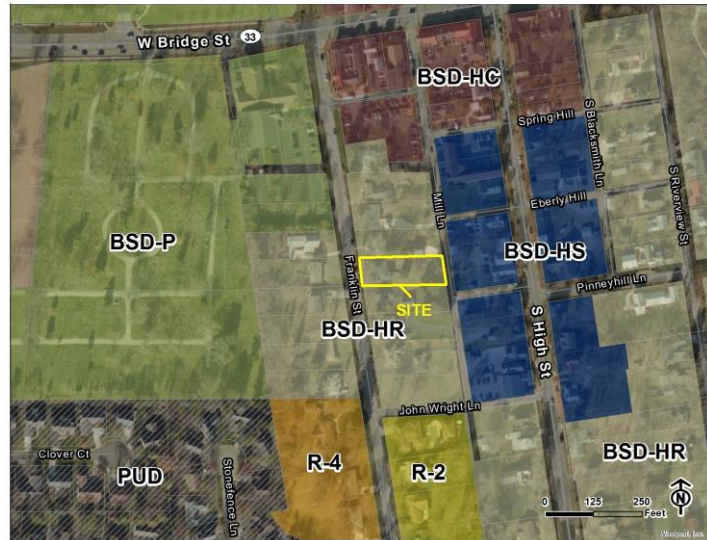 W Bridge St
33
BSD-HC
Spring Hill
S Blacksmith Ln
Eberly Hill
Mill Ln
S Riverview St
BSD-P
BSD-HS
Franklin St
Pinneyhill Ln
SITE
BSD-HR
S High St
John Wright Ln
Clover Ct
PUD
Stonefence Ln
R-4
R-2
BSD-HR
0 125 250
Feet
N
Woolpert, Inc.